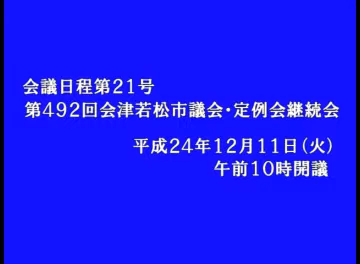 会議日程第21号
第492回会津若松市議会・定例会継続会
平成24年12月11日(火)
午前10時開議